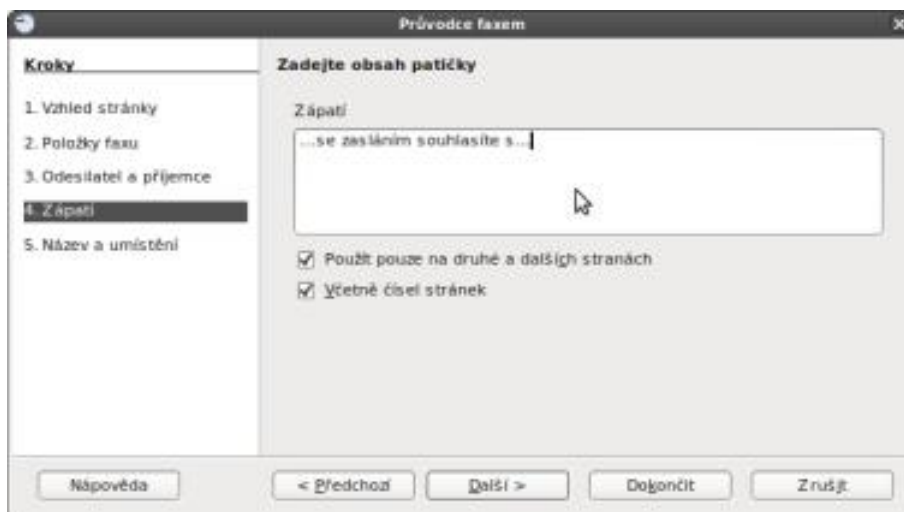 Průvodce faxem
Kroky
1. Vzhled stránky
2. Položky faxu
3. Odesilatel a příjemce
4. Zápatí
5. Název a umístění
Zadejte obsah patičky
Zápatí
...se zasláním souhlasíte s...
Použít pouze na druhé a dalších stranách
Včetně čísel stránek
Nápověda
< Předchozí
Další >
Dokončit
Zrušit